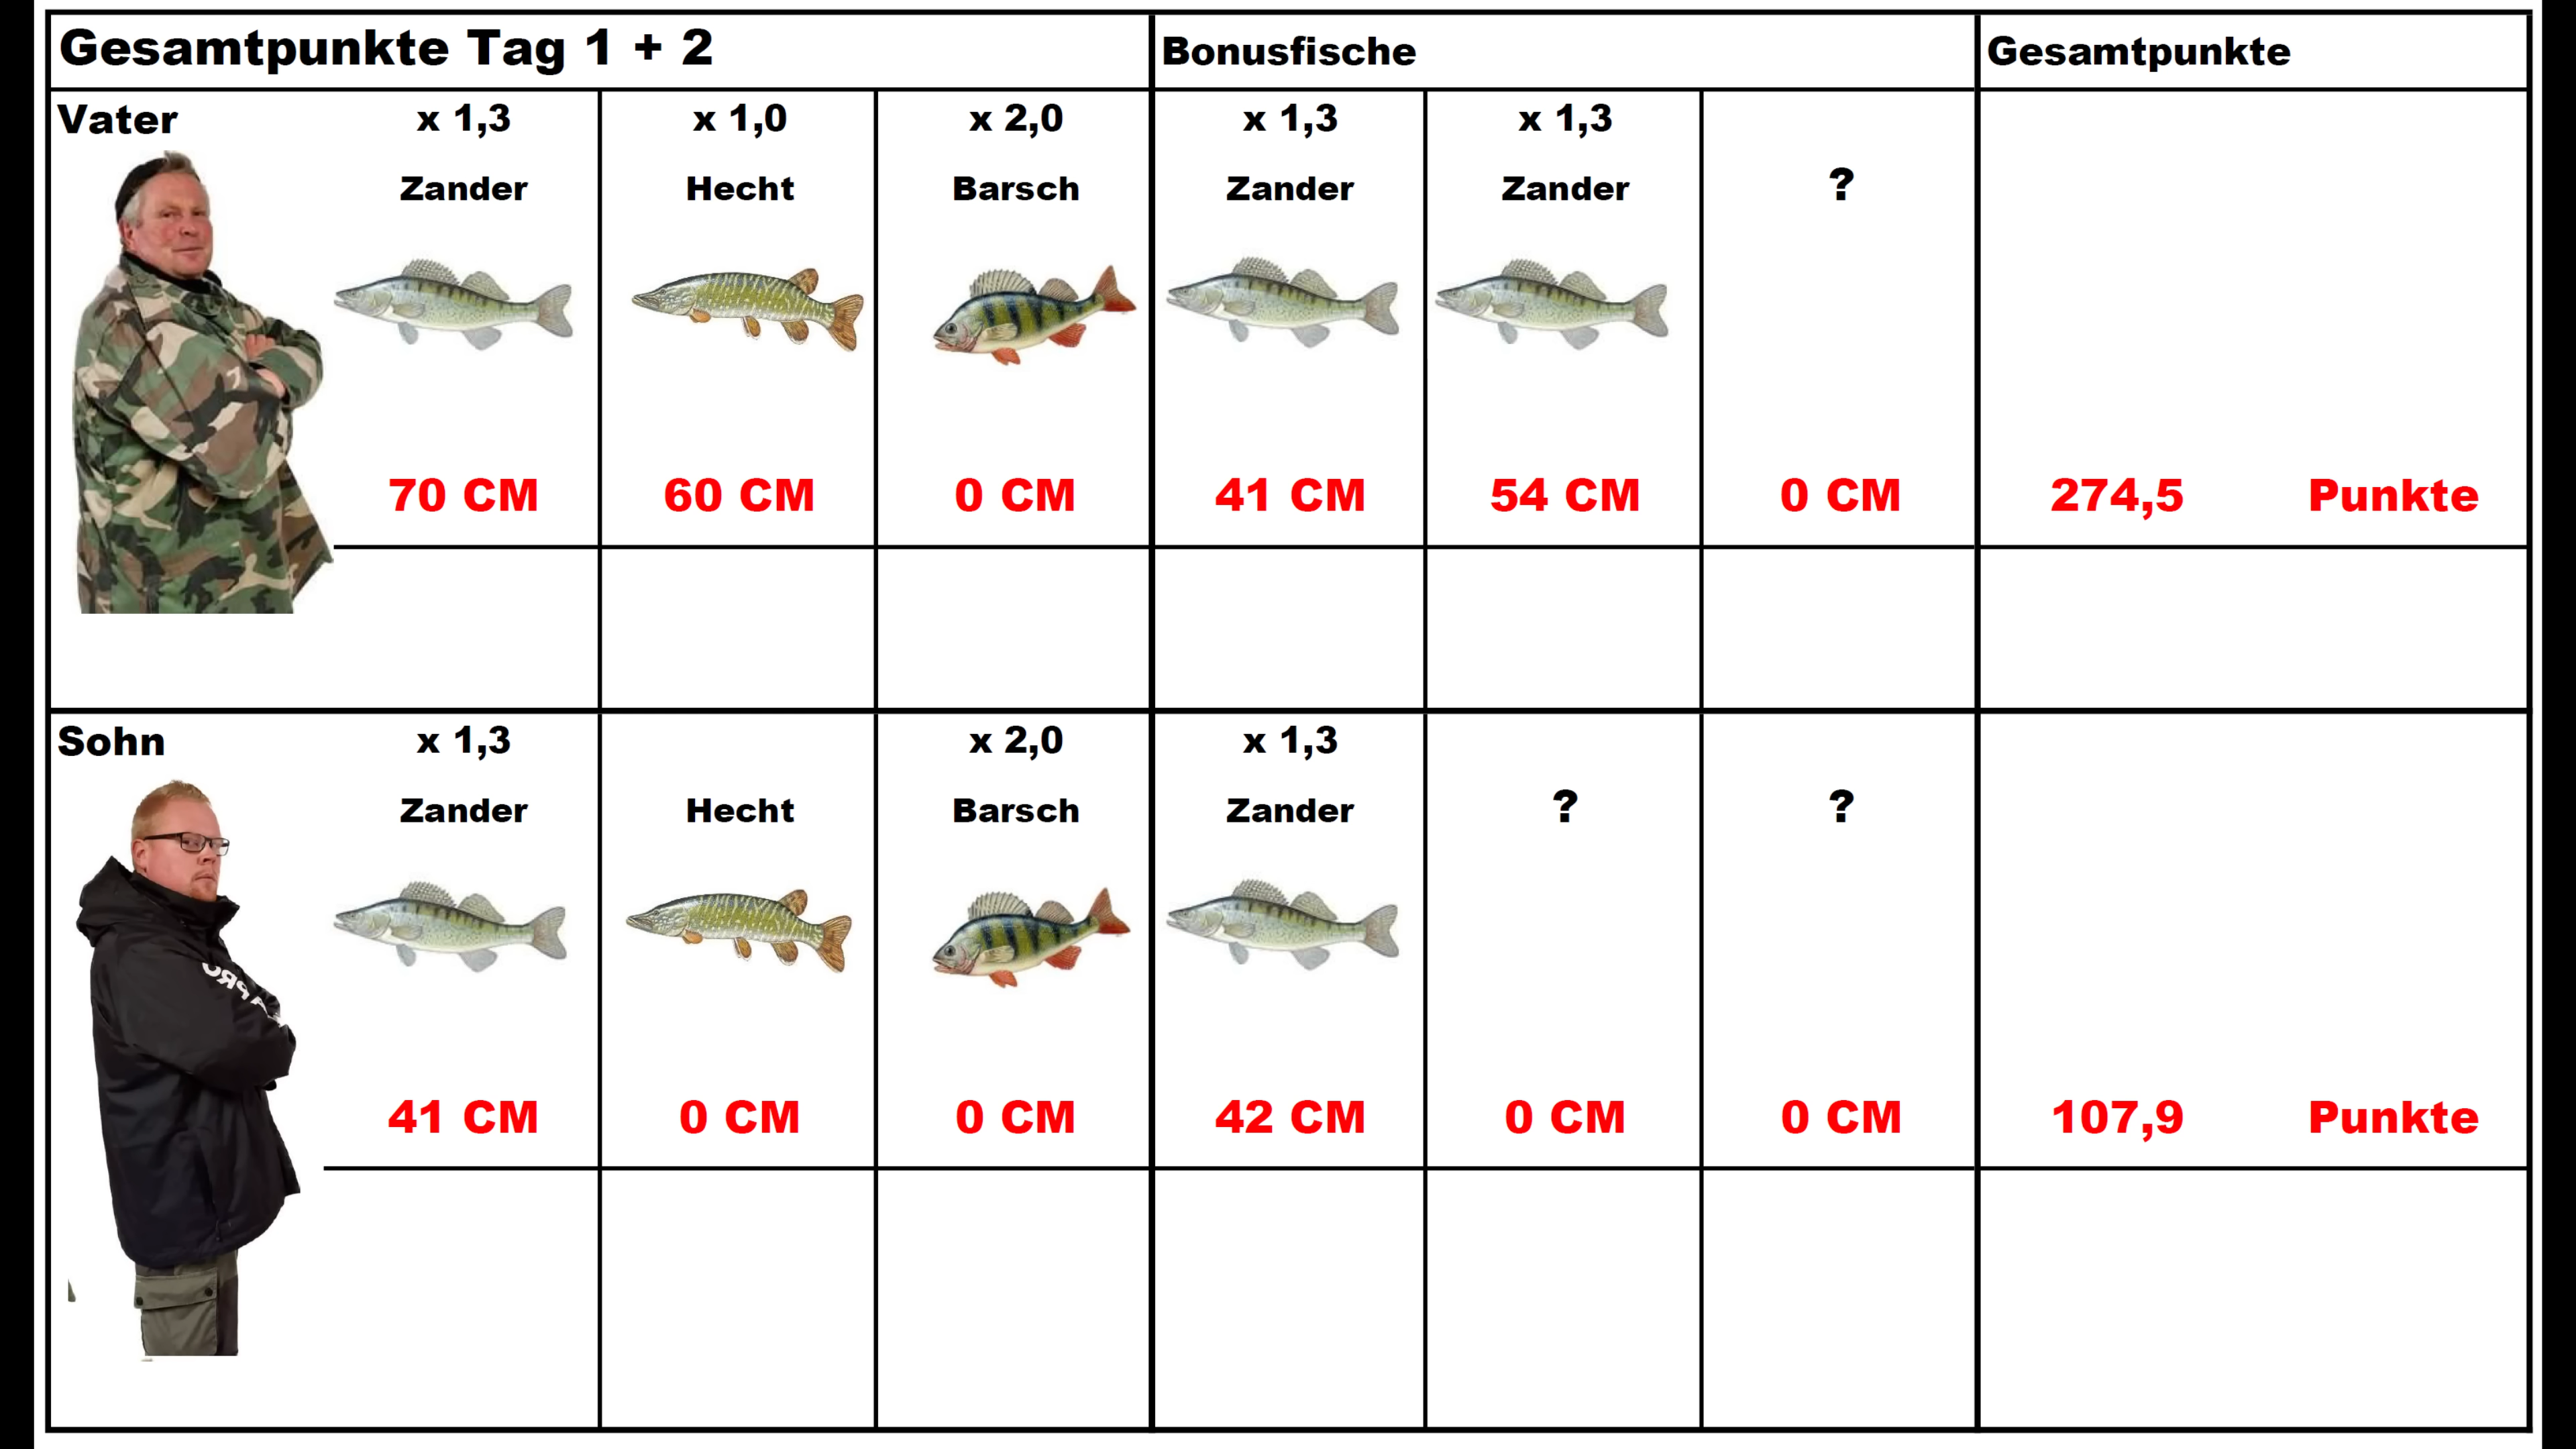 Gesamtpunkte Tag 1 + 2 Bonusfische Gesamtpunkte
Vater x 1,3 x 1,0 x 2,0 x 1,3 x 1,3
Zander Hecht Barsch Zander Zander ?
70 CM 60 CM 0 CM 41 CM 54 CM 0 CM 274,5 Punkte
Sohn x 1,3 x 2,0 x 1,3
Zander Hecht Barsch Zander ? ?
41 CM 0 CM 0 CM 42 CM 0 CM 0 CM 107,9 Punkte